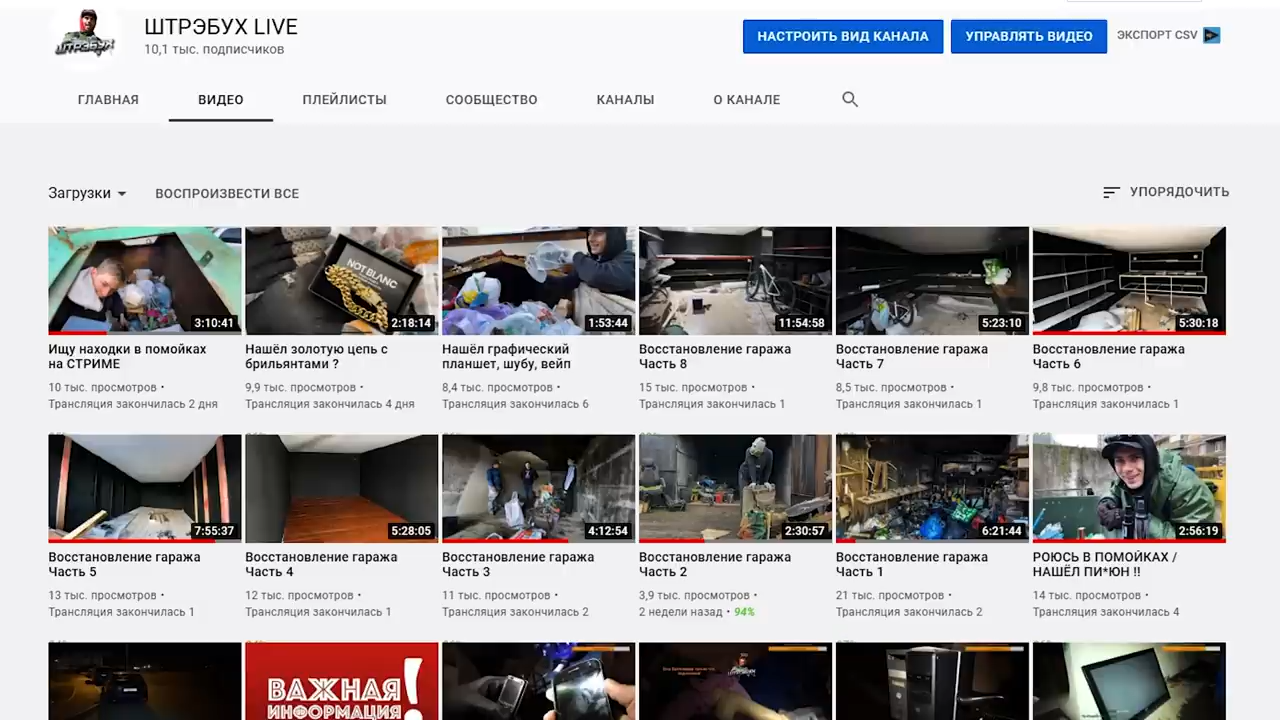 ШТРЭБУХ LIVE
10,1 тыс. подписчиков
НАСТРОИТЬ ВИД КАНАЛА
УПРАВЛЯТЬ ВИДЕО
ЭКСПОРТ CSV
ШТРЭБУХ
ГЛАВНАЯ ВИДЕО ПЛЕЙЛИСТЫ СООБЩЕСТВО КАНАЛЫ О КАНАЛЕ
Загрузки ВОСПРОИЗВЕСТИ ВСЕ УПОРЯДОЧИТЬ
NOT BLANC
3:10:41 2:18:14 1:53:44 11:54:58 5:23:10 5:30:18
Ищу находки в помойках
на СТРИМЕ
10 тыс. просмотров •
Трансляция закончилась 2 дня
Нашёл золотую цепь с
брильянтами ?
9,9 тыс. просмотров •
Трансляция закончилась 4 дня
Нашёл графический
планшет, шубу, вейп
8,4 тыс. просмотров •
Трансляция закончилась 6
Восстановление гаража
Часть 8
15 тыс. просмотров •
Трансляция закончилась 1
Восстановление гаража
Часть 7
8,5 тыс. просмотров •
Трансляция закончилась 1
Восстановление гаража
Часть 6
9,8 тыс. просмотров •
Трансляция закончилась 1
7:55:37 5:28:05 4:12:54 2:30:57 6:21:44 2:56:19
Восстановление гаража
Часть 5
13 тыс. просмотров •
Трансляция закончилась 1
Восстановление гаража
Часть 4
12 тыс. просмотров •
Трансляция закончилась 1
Восстановление гаража
Часть 3
11 тыс. просмотров •
Трансляция закончилась 2
Восстановление гаража
Часть 2
3,9 тыс. просмотров •
2 недели назад • 94%
Восстановление гаража
Часть 1
21 тыс. просмотров •
Трансляция закончилась 2
РОЮСЬ В ПОМОЙКАХ /
НАШЁЛ ПИ*ЮН !!
14 тыс. просмотров •
Трансляция закончилась 4
ВАЖНАЯ
ИНФОРМАЦИЯ !
ШТРЭБУХ